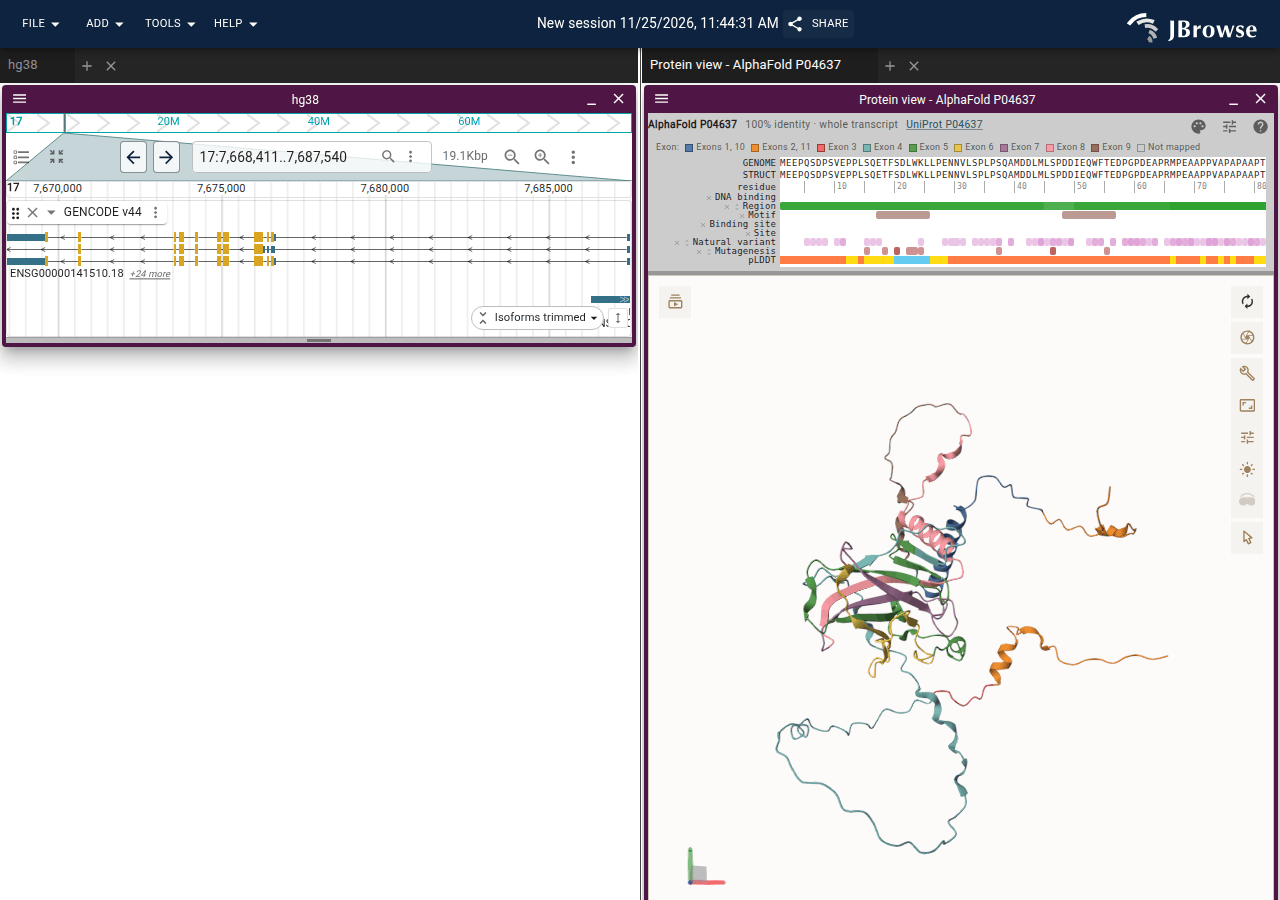 FILE ADD TOOLS HELP New session 11/25/2026, 11:44:31 AM SHARE JBrowse
hg38
Protein view - AlphaFold P04637
hg38
17 20M 40M 60M
17:7,668,411..7,687,540 19.1Kbp
17 7,670,000 7,675,000 7,680,000 7,685,000
GENCODE v44
ENSG00000141510.18 +24 more
Isoforms trimmed
Protein view - AlphaFold P04637
AlphaFold P04637 100% identity · whole transcript UniProt P04637
Exon: Exons 1, 10 Exons 2, 11 Exon 3 Exon 4 Exon 5 Exon 6 Exon 7 Exon 8 Exon 9 Not mapped
GENOME MEEPQSDPSVEPPLSQETFSDLWKLLPENNVLSPLPSQAMDDLMLSPDDIEQWFTEDPGPDEAPRMPEAAPPVAPAPAAPT
STRUCT MEEPQSDPSVEPPLSQETFSDLWKLLPENNVLSPLPSQAMDDLMLSPDDIEQWFTEDPGPDEAPRMPEAAPPVAPAPAAPT
residue 10 20 30 40 50 60 70 80
DNA binding
Region
Motif
Binding site
Site
Natural variant
Mutagenesis
pLDDT